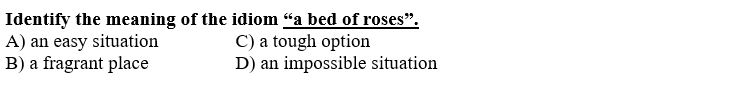 Identify the meaning of the idiom “a bed of roses”.
A) an easy situation C) a tough option
B) a fragrant place D) an impossible situation